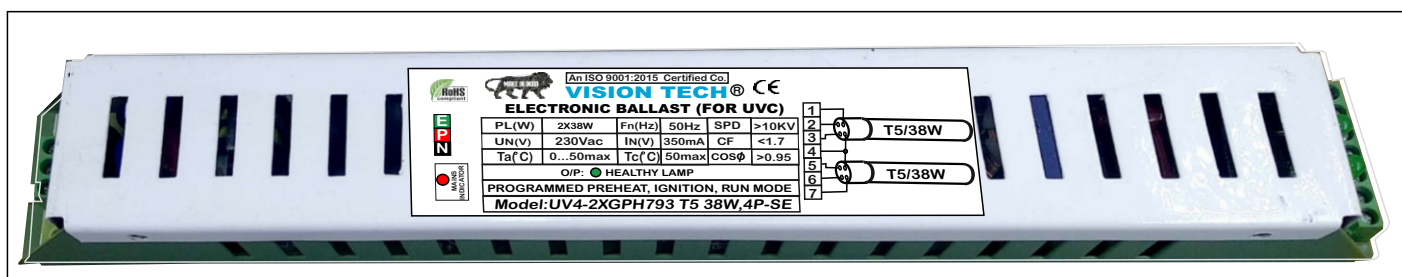 RoHS
compliant
MAKE IN INDIA
An ISO 9001:2015 Certified Co.
VISION TECH® CE
ELECTRONIC BALLAST (FOR UVC)
E
P
N
PL(W) 2X38W Fn(Hz) 50Hz SPD >10KV
UN(V) 230Vac IN(V) 350mA CF <1.7
Ta(°C) 0...50max Tc(°C) 50max COSϕ >0.95
O/P: HEALTHY LAMP
PROGRAMMED PREHEAT, IGNITION, RUN MODE
Model:UV4-2XGPH793 T5 38W,4P-SE
MAINS
INDICATOR
1
2
3
4
5
6
7
T5/38W
T5/38W